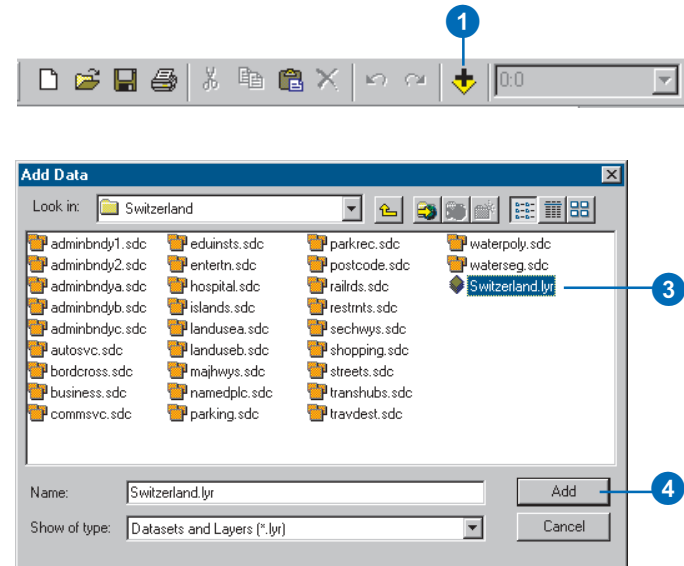 1
0:0
Add Data
Look in: Switzerland
adminbndy1.sdc eduinsts.sdc parkrec.sdc waterpoly.sdc
adminbndy2.sdc entertn.sdc postcode.sdc waterseg.sdc
adminbndya.sdc hospital.sdc railrds.sdc Switzerland.lyr 3
adminbndyb.sdc islands.sdc restrnts.sdc
adminbndyc.sdc landusea.sdc sechwys.sdc
autosvc.sdc landuseb.sdc shopping.sdc
bordcross.sdc majhwys.sdc streets.sdc
business.sdc namedplc.sdc transhubs.sdc
commsvc.sdc parking.sdc travdest.sdc
Name: Switzerland.lyr Add 4
Show of type: Datasets and Layers (*.lyr) Cancel